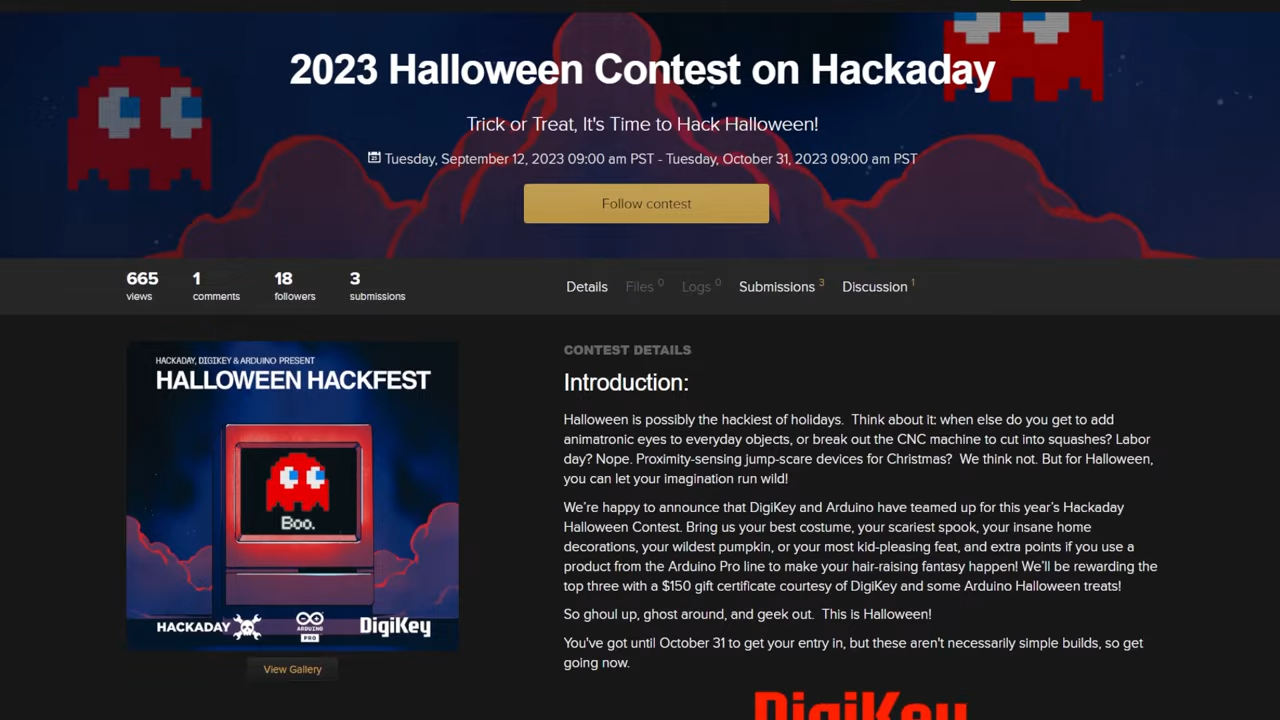 2023 Halloween Contest on Hackaday
Trick or Treat, It's Time to Hack Halloween!
Tuesday, September 12, 2023 09:00 am PST - Tuesday, October 31, 2023 09:00 am PST
Follow contest
665 1 18 3
views comments followers submissions
Details Files 0 Logs 0 Submissions 3 Discussion 1
HACKADAY, DIGIKEY & ARDUINO PRESENT
HALLOWEEN HACKFEST
Boo.
HACKADAY ARDUINO PRO DigiKey
View Gallery
CONTEST DETAILS
Introduction:
Halloween is possibly the hackiest of holidays.  Think about it: when else do you get to add
animatronic eyes to everyday objects, or break out the CNC machine to cut into squashes? Labor
day? Nope. Proximity-sensing jump-scare devices for Christmas?  We think not. But for Halloween,
you can let your imagination run wild!
We're happy to announce that DigiKey and Arduino have teamed up for this year's Hackaday
Halloween Contest. Bring us your best costume, your scariest spook, your insane home
decorations, your wildest pumpkin, or your most kid-pleasing feat, and extra points if you use a
product from the Arduino Pro line to make your hair-raising fantasy happen! We'll be rewarding the
top three with a $150 gift certificate courtesy of DigiKey and some Arduino Halloween treats!
So ghoul up, ghost around, and geek out.  This is Halloween!
You've got until October 31 to get your entry in, but these aren't necessarily simple builds, so get
going now.
DigiKey